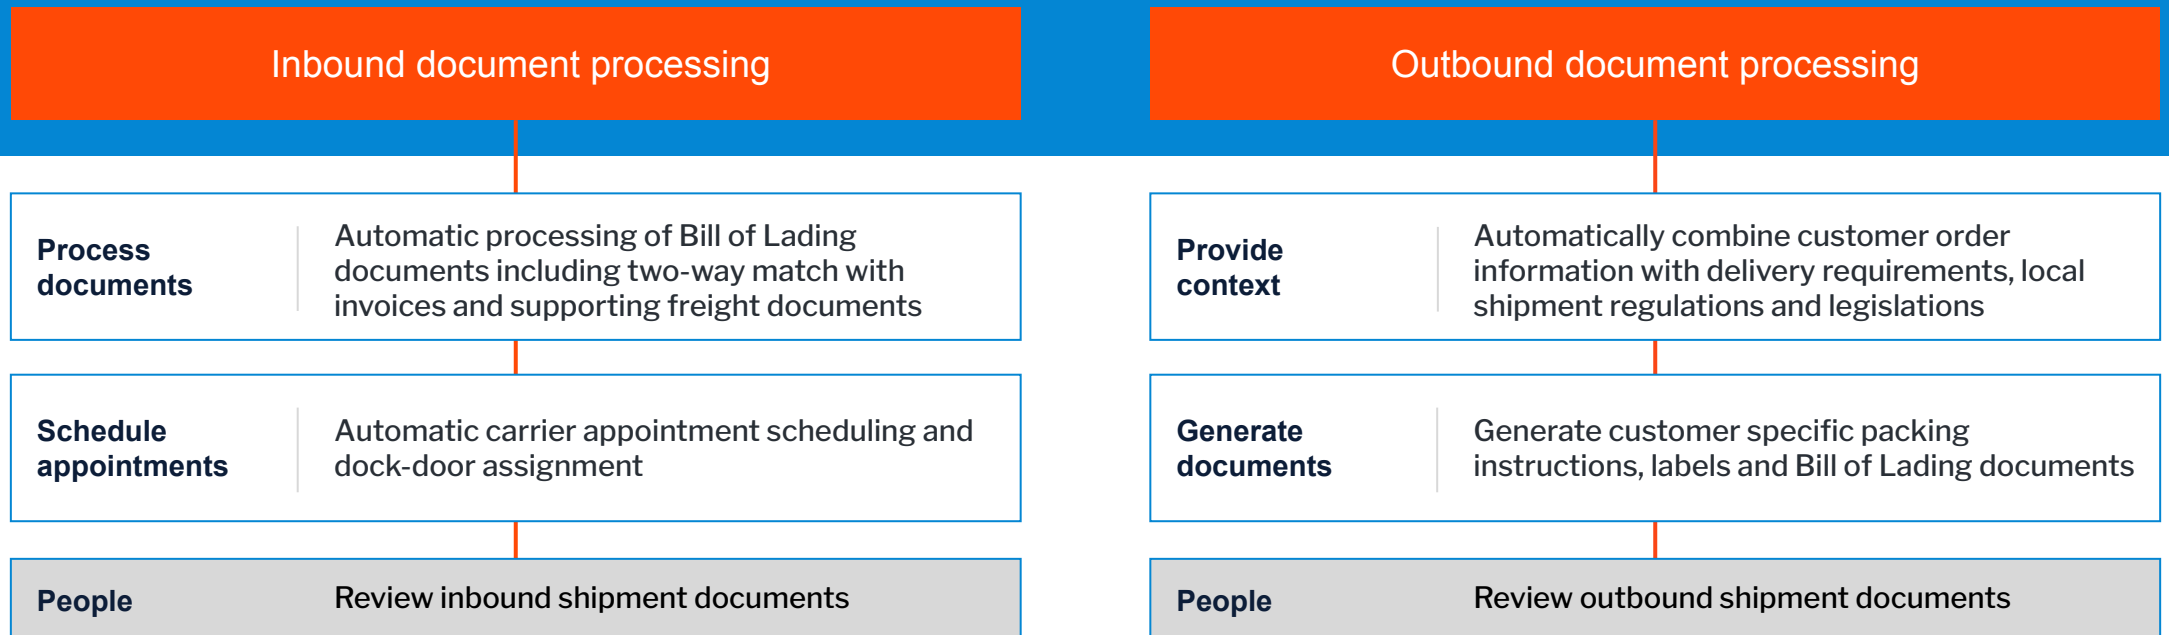 Inbound document processing
Process
documents
Automatic processing of Bill of Lading
documents including two-way match with
invoices and supporting freight documents
Schedule
appointments
Automatic carrier appointment scheduling and
dock-door assignment
People
Review inbound shipment documents
Outbound document processing
Provide
context
Automatically combine customer order
information with delivery requirements, local
shipment regulations and legislations
Generate
documents
Generate customer specific packing
instructions, labels and Bill of Lading documents
People
Review outbound shipment documents